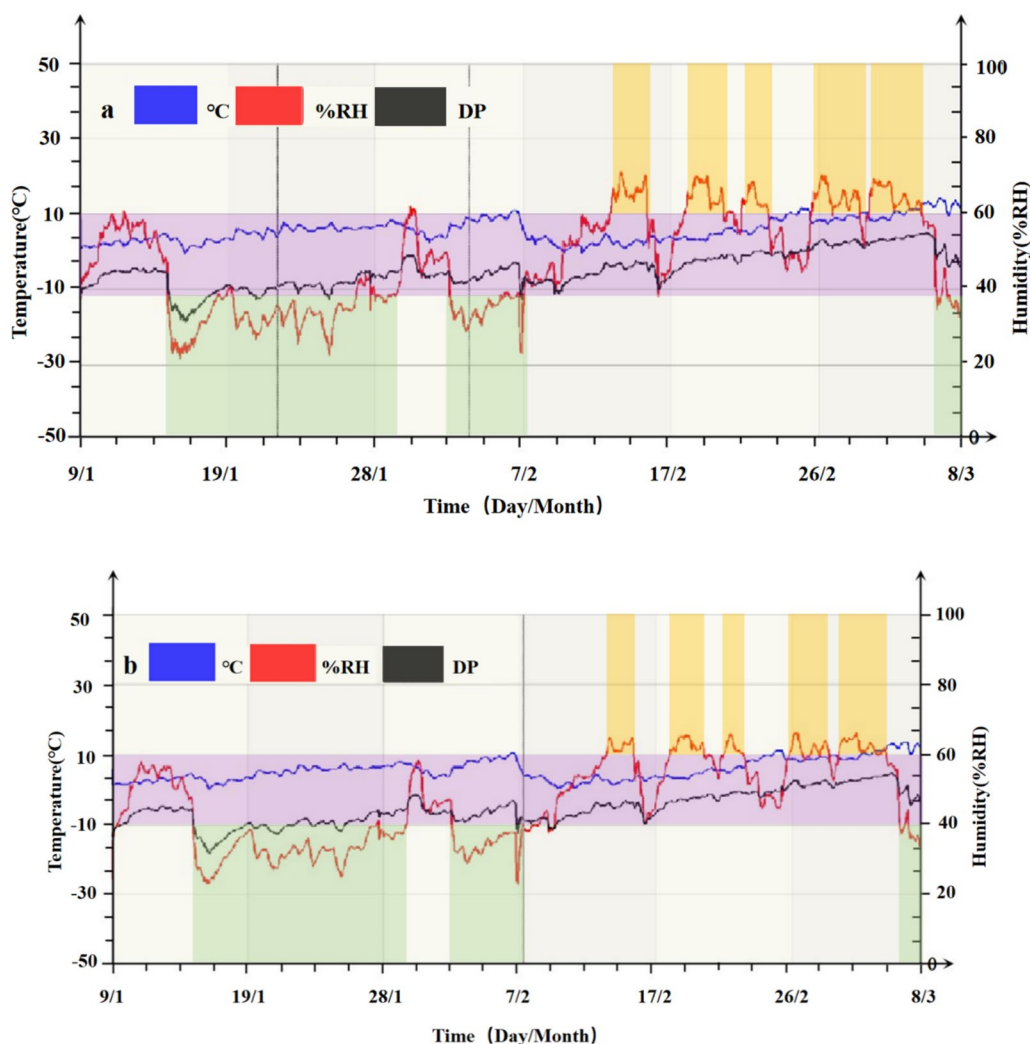 a
°C
%RH
DP
50
30
10
-10
-30
-50
Temperature(°C)
100
80
60
40
20
0
Humidity(%RH)
9/1 19/1 28/1 7/2 17/2 26/2 8/3
Time (Day/Month)
b
°C
%RH
DP
50
30
10
-10
-30
-50
Temperature(°C)
100
80
60
40
20
0
Humidity(%RH)
9/1 19/1 28/1 7/2 17/2 26/2 8/3
Time (Day/Month)